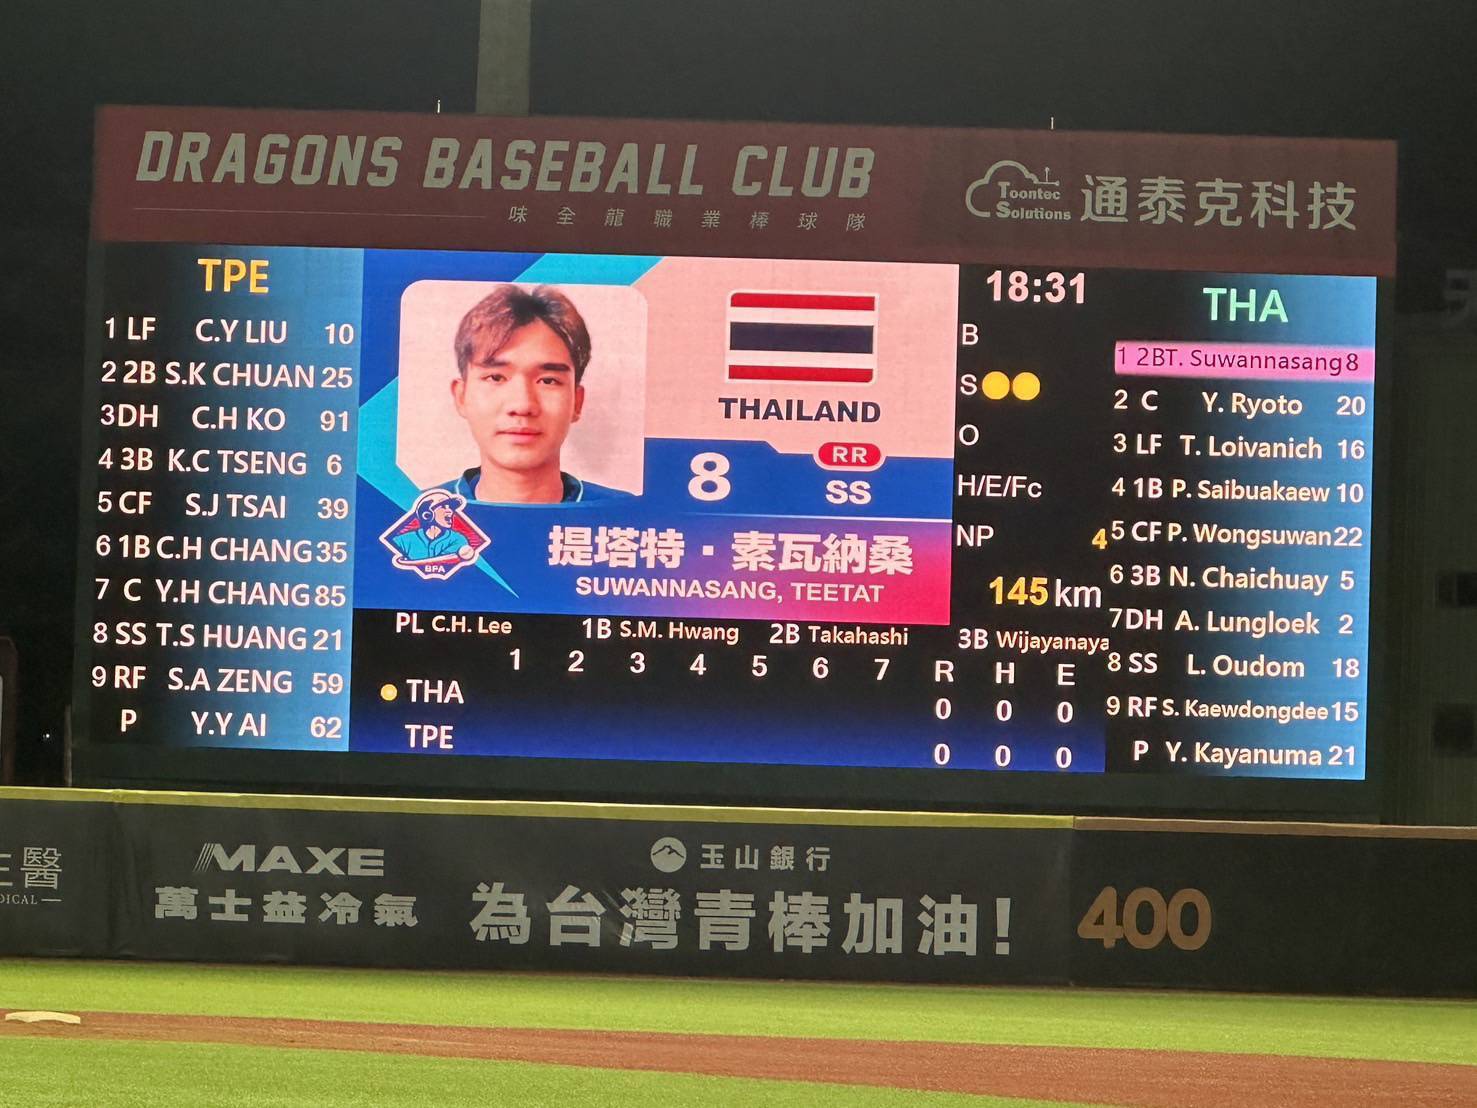 DRAGONS BASEBALL CLUB
味全龍職業棒球隊
Toontec Solutions 通泰克科技
TPE
1 LF C.Y LIU 10
2 2B S.K CHUAN 25
3 DH C.H KO 91
4 3B K.C TSENG 6
5 CF S.J TSAI 39
6 1B C.H CHANG 35
7 C Y.H CHANG 85
8 SS T.S HUANG 21
9 RF S.A ZENG 59
P Y.Y AI 62
THAILAND
8
RR
SS
BFA
提塔特·素瓦納桑
SUWANNASANG, TEETAT
18:31
B
S
O
H/E/Fc
NP 4
145 km
THA
1 2B T. Suwannasang 8
2 C Y. Ryoto 20
3 LF T. Loivanich 16
4 1B P. Saibuakaew 10
5 CF P. Wongsuwan 22
6 3B N. Chaichuay 5
7 DH A. Lungloek 2
8 SS L. Oudom 18
9 RF S. Kaewdongdee 15
P Y. Kayanuma 21
PL C.H. Lee 1B S.M. Hwang 2B Takahashi 3B Wijayanaya
1 2 3 4 5 6 7 R H E
THA 0 0 0
TPE 0 0 0
醫
MAXE
萬士益冷氣
玉山銀行
為台灣青棒加油!
400